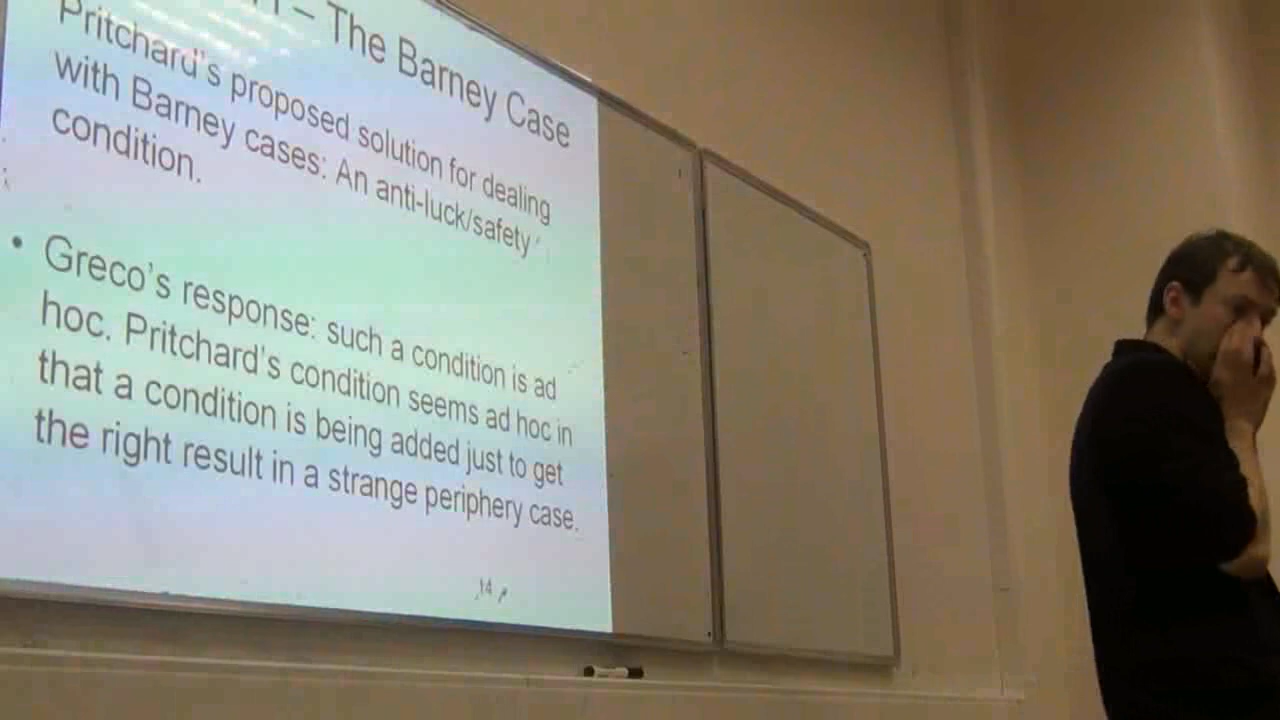 – The Barney Case
Pritchard's proposed solution for dealing
with Barney cases: An anti-luck/safety
condition.
• Greco's response: such a condition is ad
hoc. Pritchard's condition seems ad hoc in
that a condition is being added just to get
the right result in a strange periphery case.
14